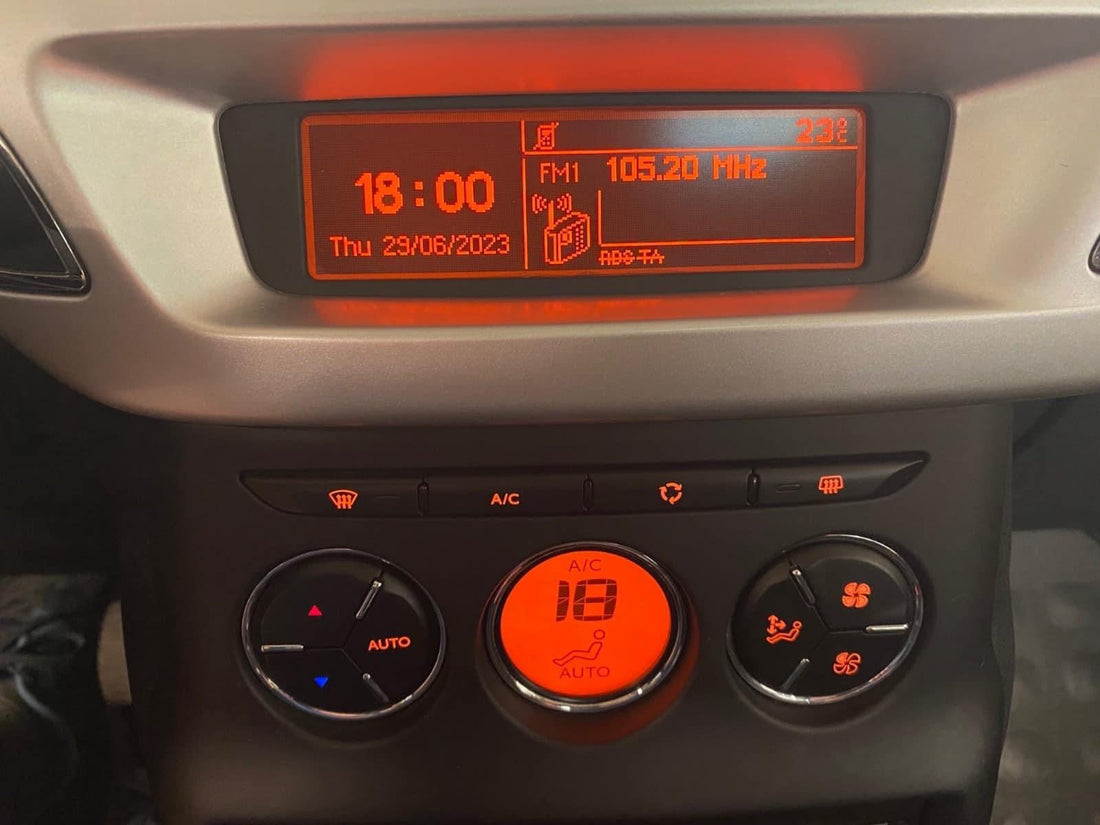 23°C
FM1 105.20 MHz
18:00
Thu 29/06/2023
RDS TA
A/C
A/C
18
AUTO
AUTO